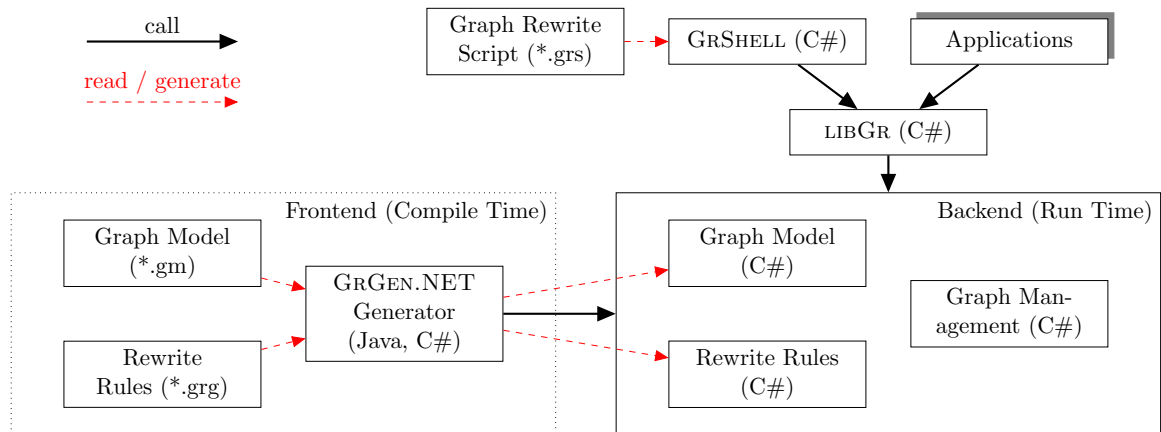 call
read / generate
Graph Rewrite
Script (*.grs)
GRSHELL (C#)
Applications
LIBGR (C#)
Frontend (Compile Time)
Graph Model
(*.gm)
GRGEN.NET
Generator
(Java, C#)
Rewrite
Rules (*.grg)
Backend (Run Time)
Graph Model
(C#)
Graph Man-
agement (C#)
Rewrite Rules
(C#)